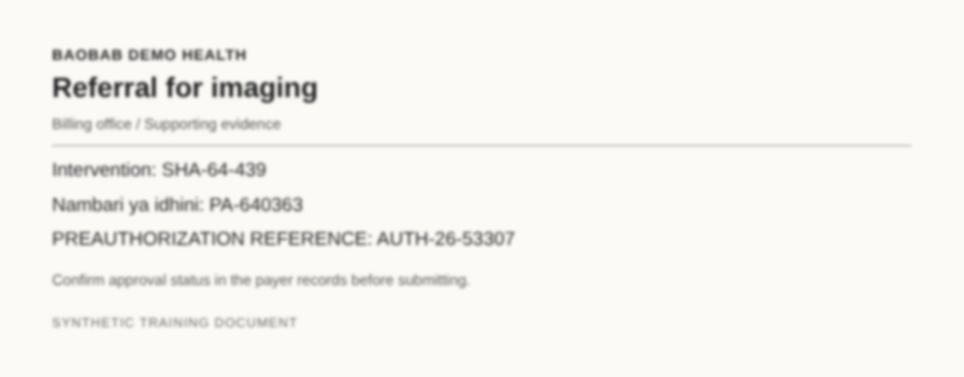 BAOBAB DEMO HEALTH
Referral for imaging
Billing office / Supporting evidence
Intervention: SHA-64-439
Nambari ya idhini: PA-640363
PREAUTHORIZATION REFERENCE: AUTH-26-53307
Confirm approval status in the payer records before submitting.
SYNTHETIC TRAINING DOCUMENT